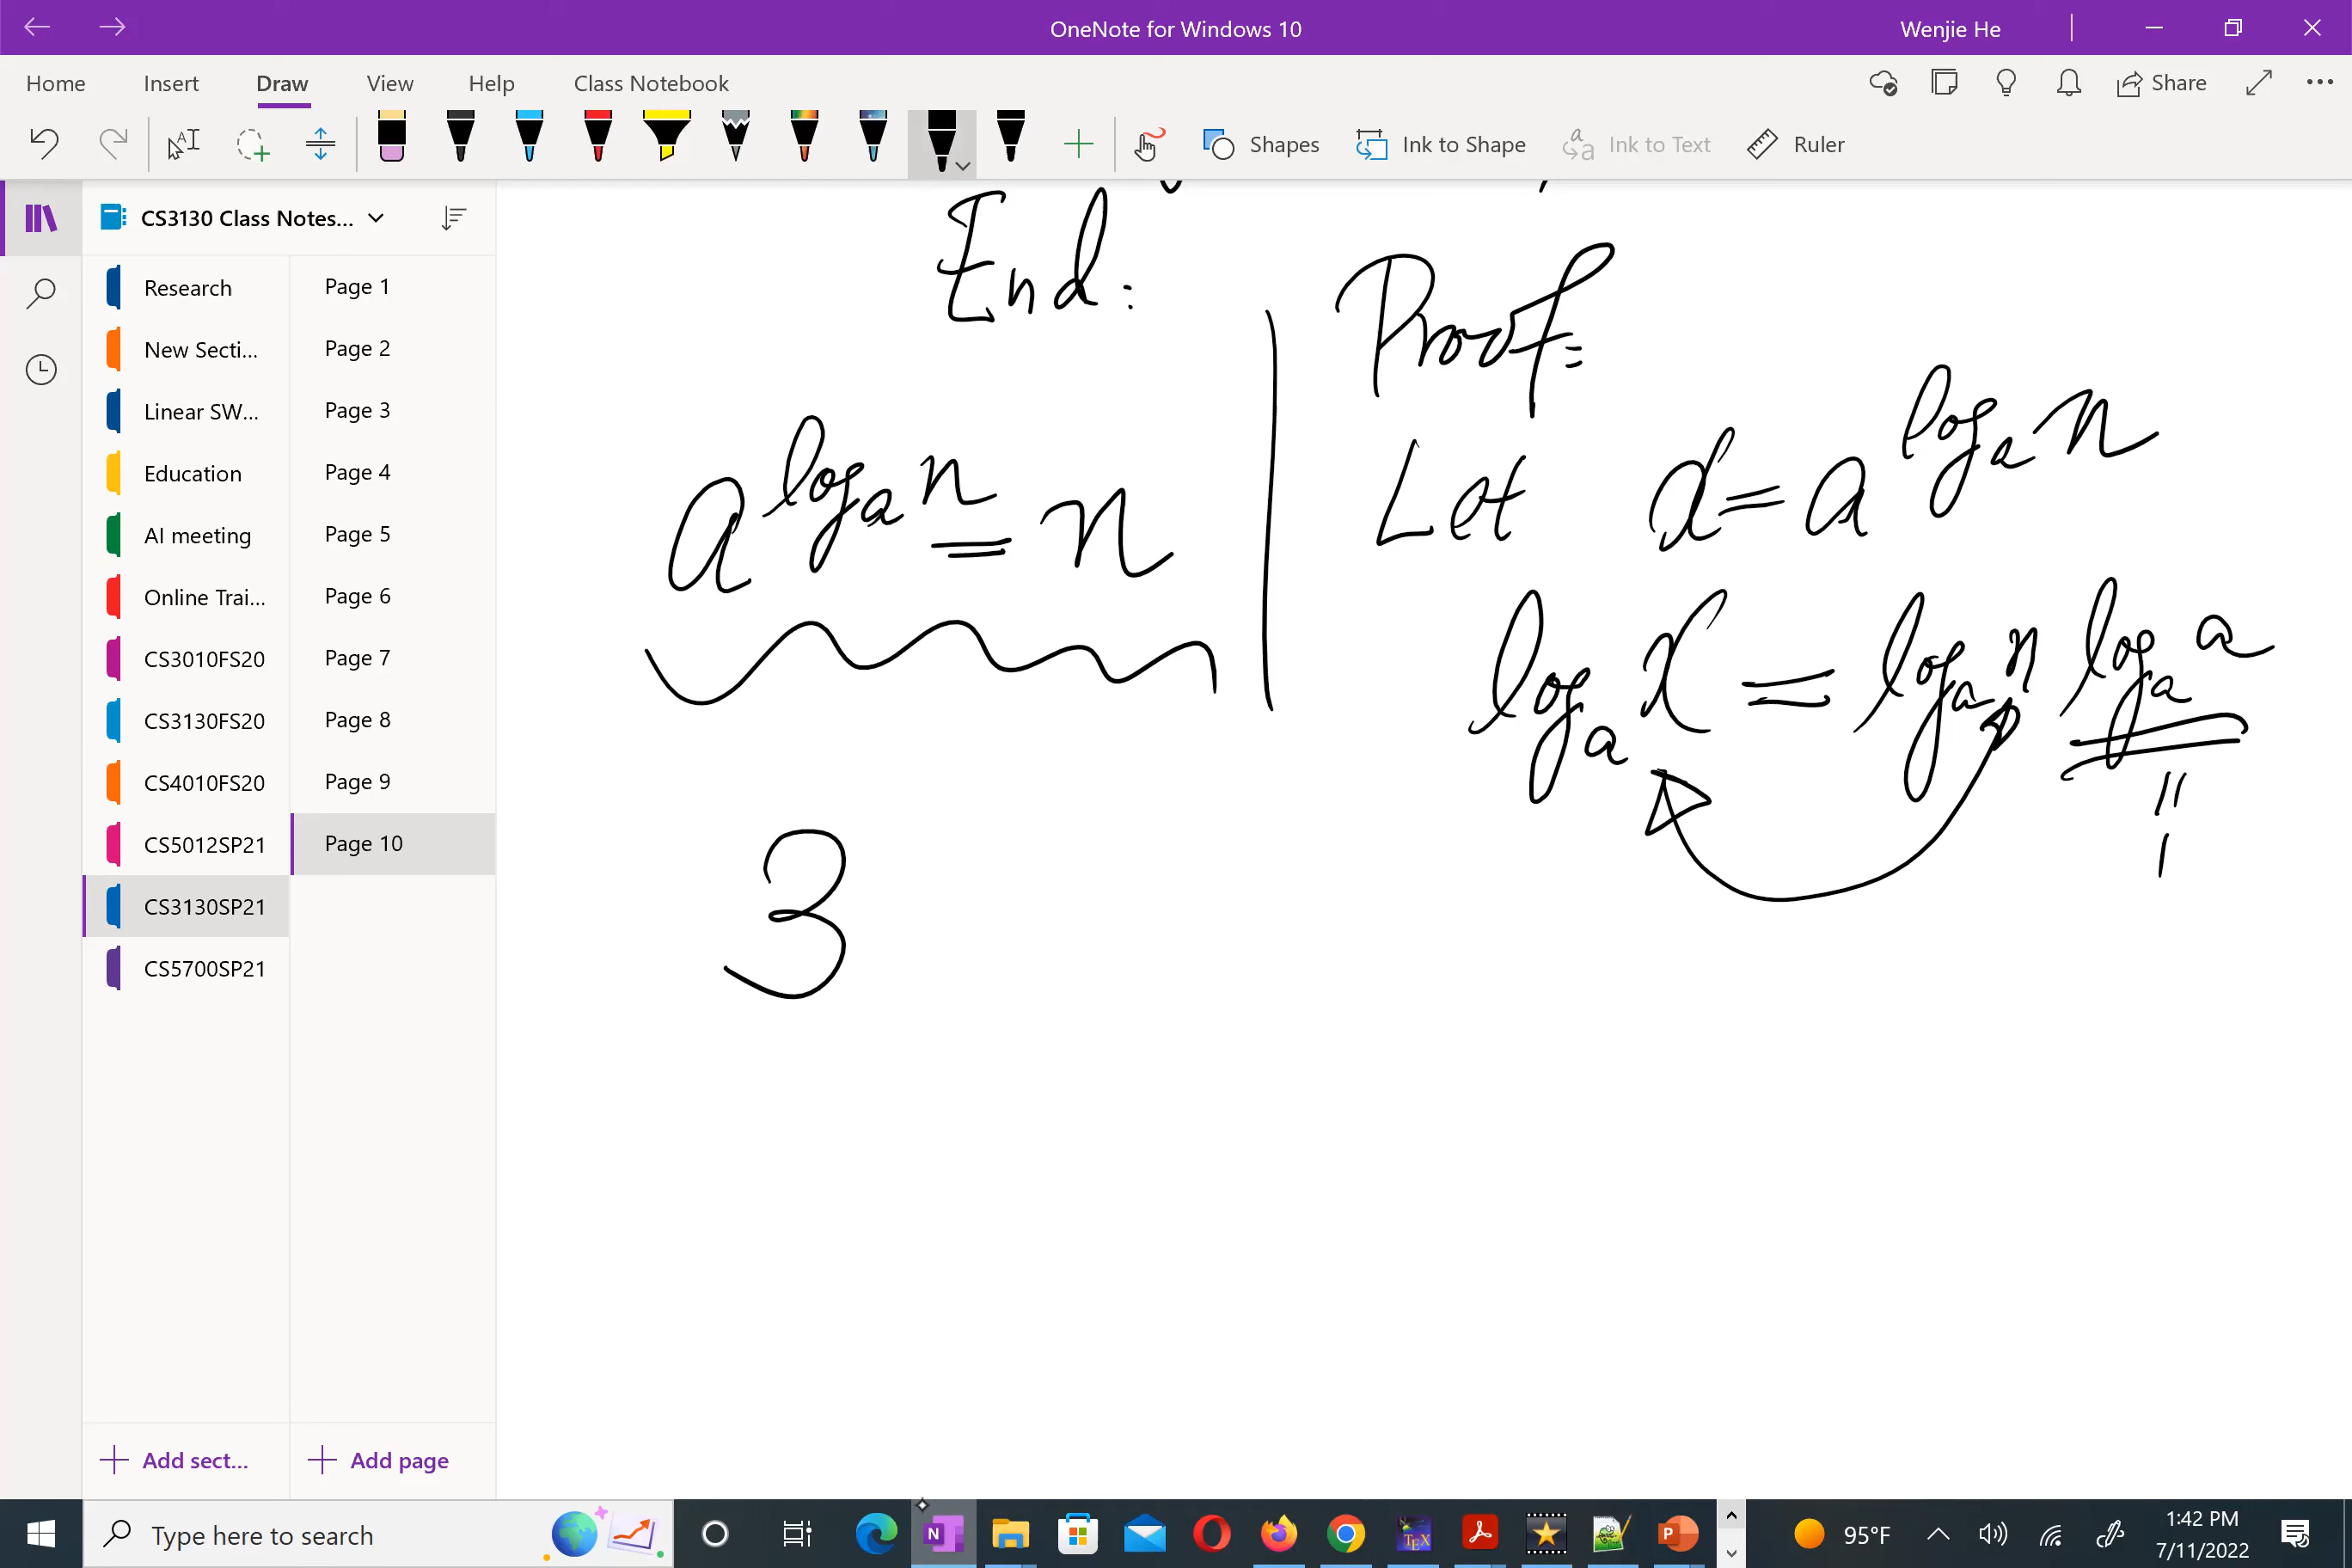 OneNote for Windows 10
Wenjie He
Home Insert Draw View Help Class Notebook
Share
Shapes Ink to Shape Ink to Text Ruler
CS3130 Class Notes...
Research
New Secti...
Linear SW...
Education
AI meeting
Online Trai...
CS3010FS20
CS3130FS20
CS4010FS20
CS5012SP21
CS3130SP21
CS5700SP21
Page 1
Page 2
Page 3
Page 4
Page 5
Page 6
Page 7
Page 8
Page 9
Page 10
Add sect...
Add page
End:
a^{log_a n} = n
3
Proof:
Let x = a^{log_a n}
log_a x = log_a n log_a a
=
1
Type here to search
95°F
1:42 PM
7/11/2022